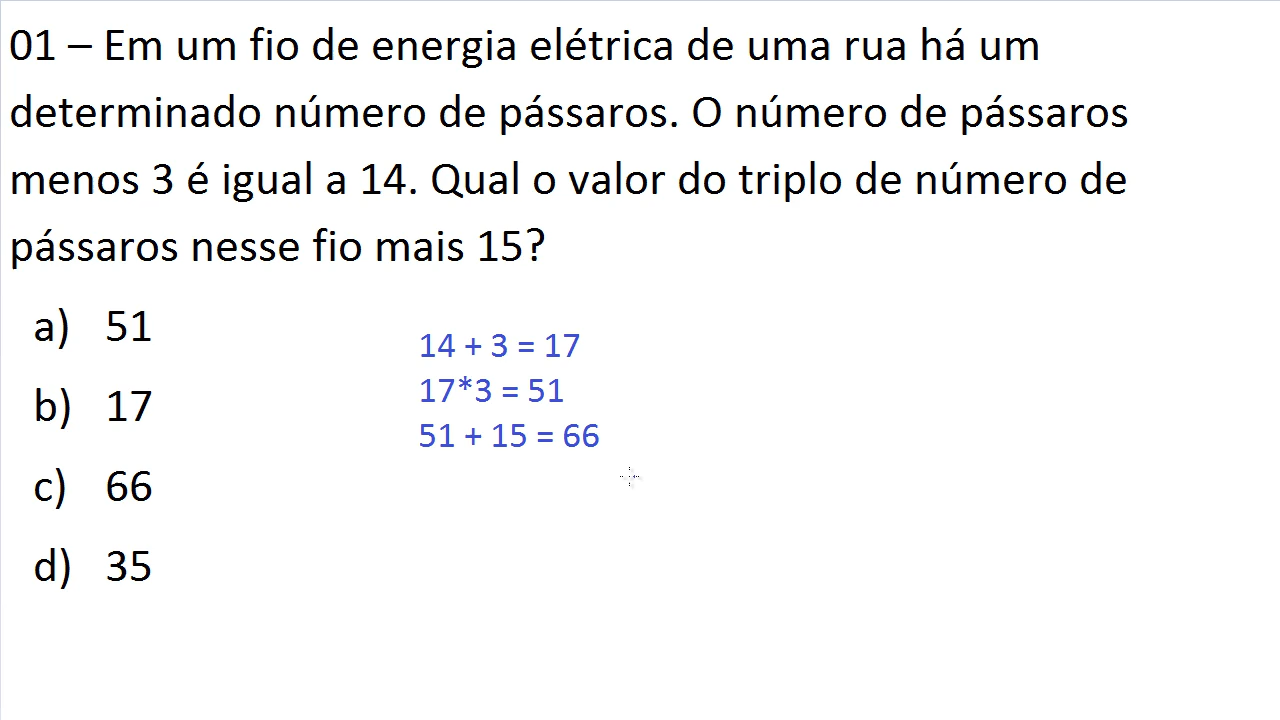 01 – Em um fio de energia elétrica de uma rua há um
determinado número de pássaros. O número de pássaros
menos 3 é igual a 14. Qual o valor do triplo de número de
pássaros nesse fio mais 15?
a) 51
b) 17
c) 66
d) 35
14 + 3 = 17
17*3 = 51
51 + 15 = 66